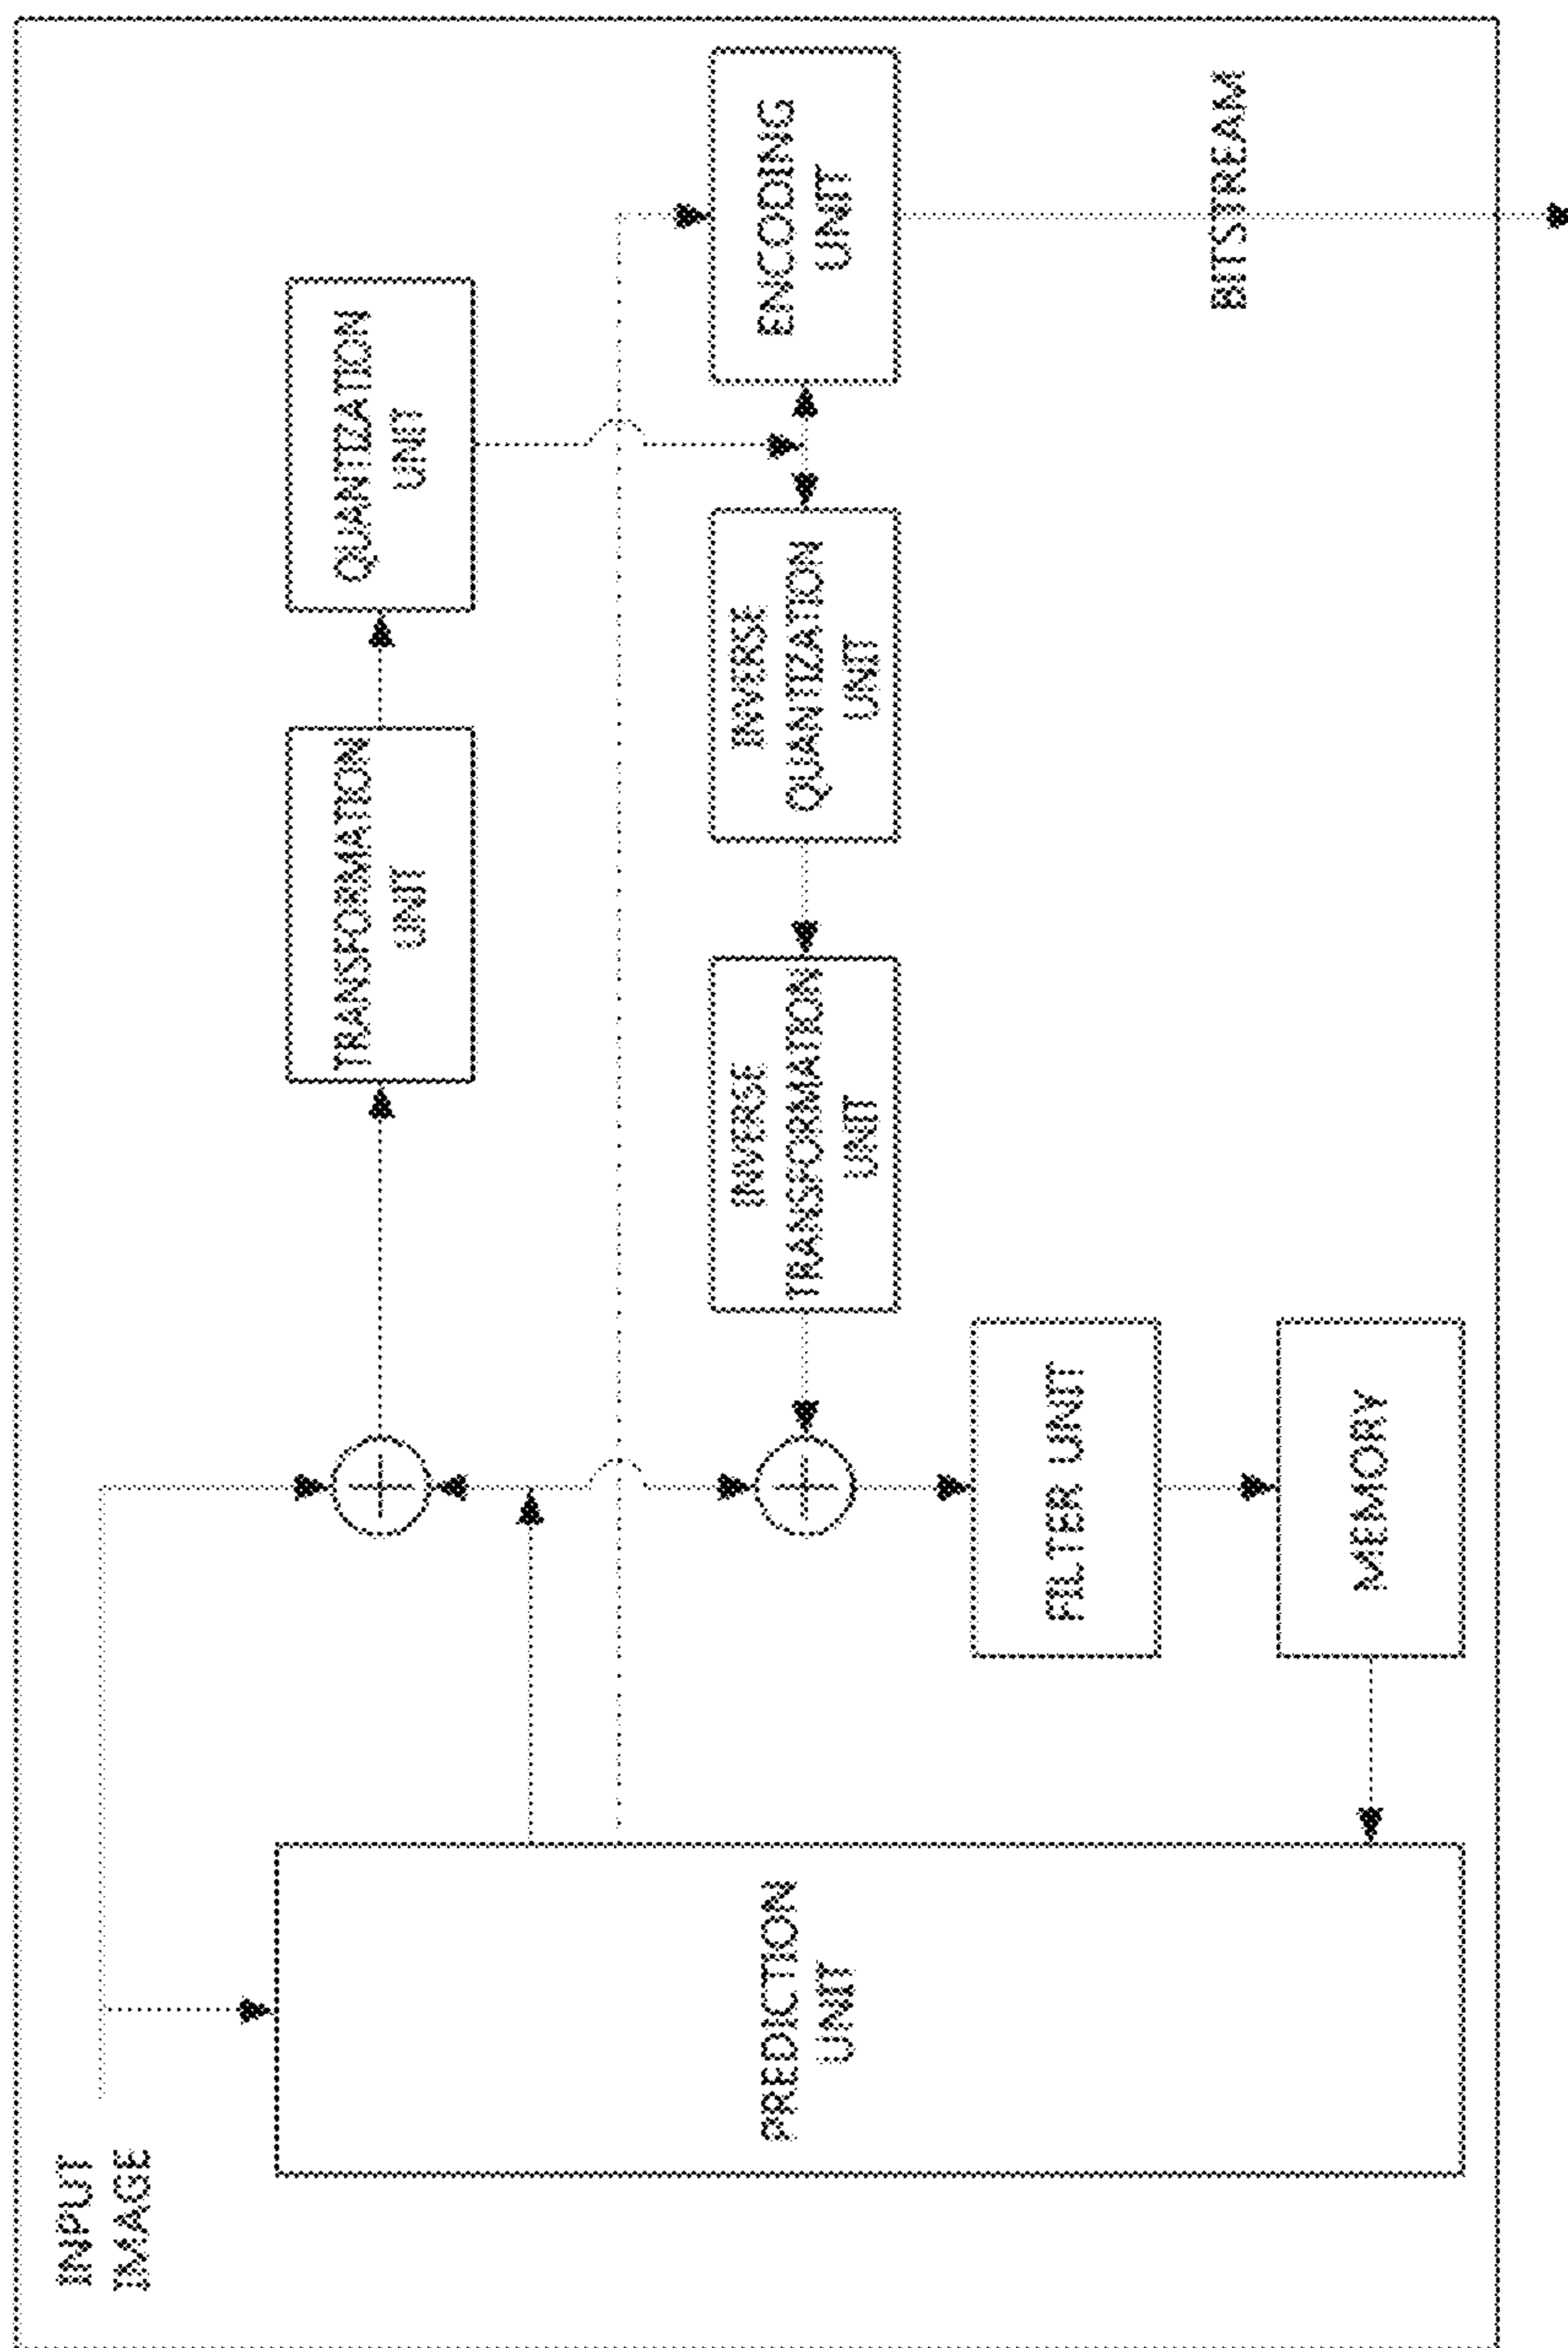 INPUT
IMAGE
TRANSFORMATION
UNIT
QUANTIZATION
UNIT
PREDICTION
UNIT
INVERSE
TRANSFORMATION
UNIT
INVERSE
QUANTIZATION
UNIT
ENCODING
UNIT
FILTER UNIT
MEMORY
BITSTREAM